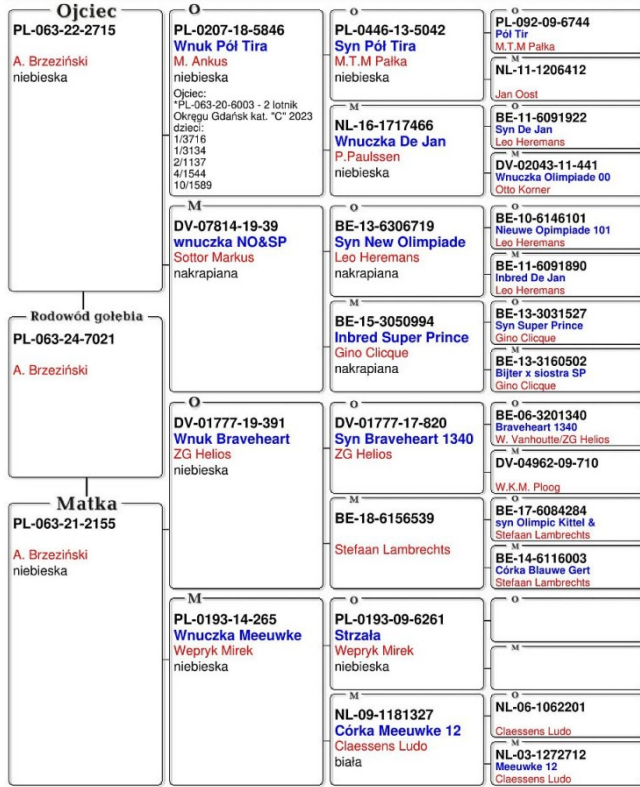 Ojciec
PL-063-22-2715
A. Brzeziński
niebieska
Rodowód gołębia
PL-063-24-7021
A. Brzeziński
Matka
PL-063-21-2155
A. Brzeziński
niebieska
O
PL-0207-18-5846
Wnuk Pół Tira
M. Ankus
niebieska
Ojciec:
*PL-063-20-6003 - 2 lotnik
Okręgu Gdańsk kat. "C" 2023
dzieci:
1/3716
1/3134
2/1137
4/1544
10/1589
M
DV-07814-19-39
wnuczka NO&SP
Sottor Markus
nakrapiana
O
DV-01777-19-391
Wnuk Braveheart
ZG Helios
niebieska
M
PL-0193-14-265
Wnuczka Meeuwke
Wepryk Mirek
niebieska
O
PL-0446-13-5042
Syn Pół Tira
M.T.M Pałka
niebieska
M
NL-16-1717466
Wnuczka De Jan
P.Paulssen
niebieska
O
BE-13-6306719
Syn New Olimpiade
Leo Heremans
nakrapiana
M
BE-15-3050994
Inbred Super Prince
Gino Clicque
nakrapiana
O
DV-01777-17-820
Syn Braveheart 1340
ZG Helios
M
BE-18-6156539
Stefaan Lambrechts
O
PL-0193-09-6261
Strzała
Wepryk Mirek
niebieska
M
NL-09-1181327
Córka Meeuwke 12
Claessens Ludo
biała
O
PL-092-09-6744
Pół Tir
M.T.M Pałka
M
NL-11-1206412
Jan Oost
O
BE-11-6091922
Syn De Jan
Leo Heremans
M
DV-02043-11-441
Wnuczka Olimpiade 00
Otto Korner
O
BE-10-6146101
Nieuwe Opimpiade 101
Leo Heremans
M
BE-11-6091890
Inbred De Jan
Leo Heremans
O
BE-13-3031527
Syn Super Prince
Gino Clicque
M
BE-13-3160502
Bijter x siostra SP
Gino Clicque
O
BE-06-3201340
Braveheart 1340
W. Vanhoutte/ZG Helios
M
DV-04962-09-710
W.K.M. Ploog
O
BE-17-6084284
syn Olimpic Kittel &
Stefaan Lambrechts
M
BE-14-6116003
Córka Blauwe Gert
Stefaan Lambrechts
O
M
O
NL-06-1062201
Claessens Ludo
M
NL-03-1272712
Meeuwke 12
Claessens Ludo